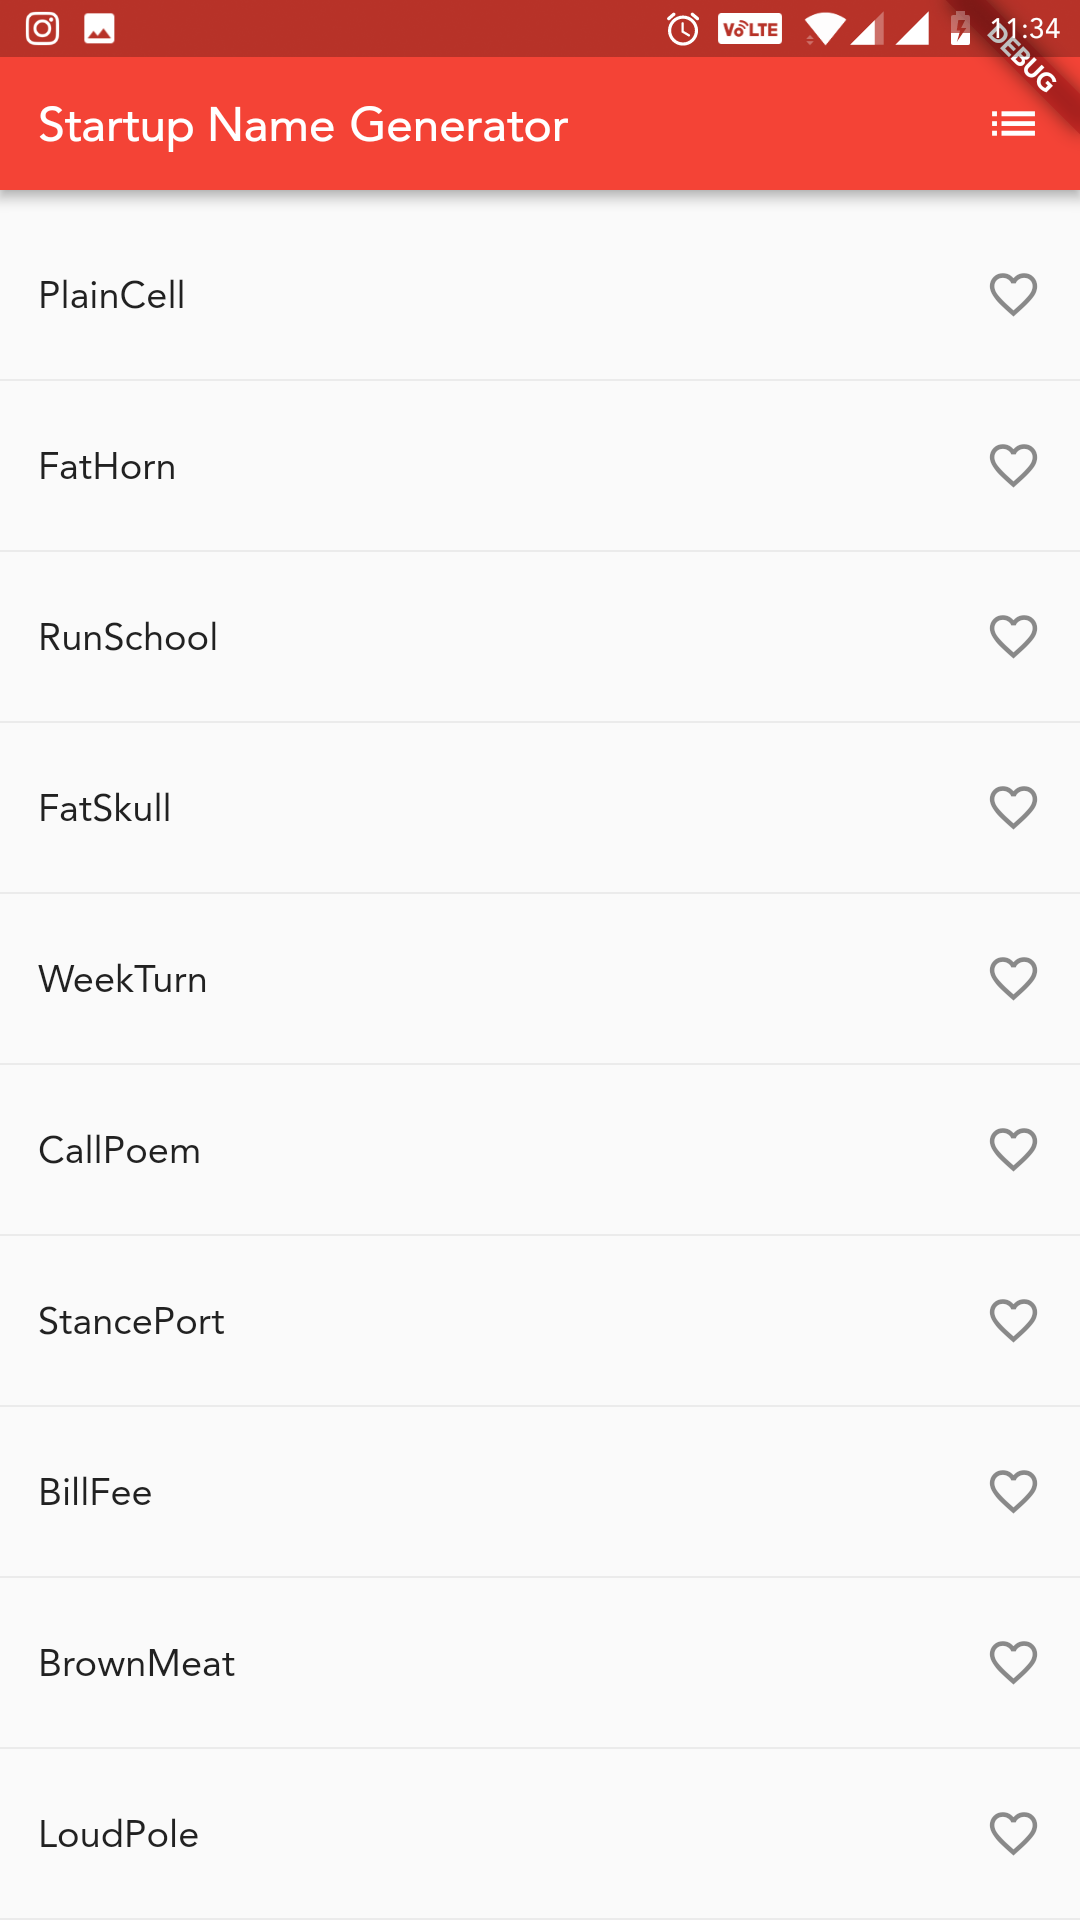 VoLTE 11:34
DEBUG
Startup Name Generator
PlainCell
FatHorn
RunSchool
FatSkull
WeekTurn
CallPoem
StancePort
BillFee
BrownMeat
LoudPole